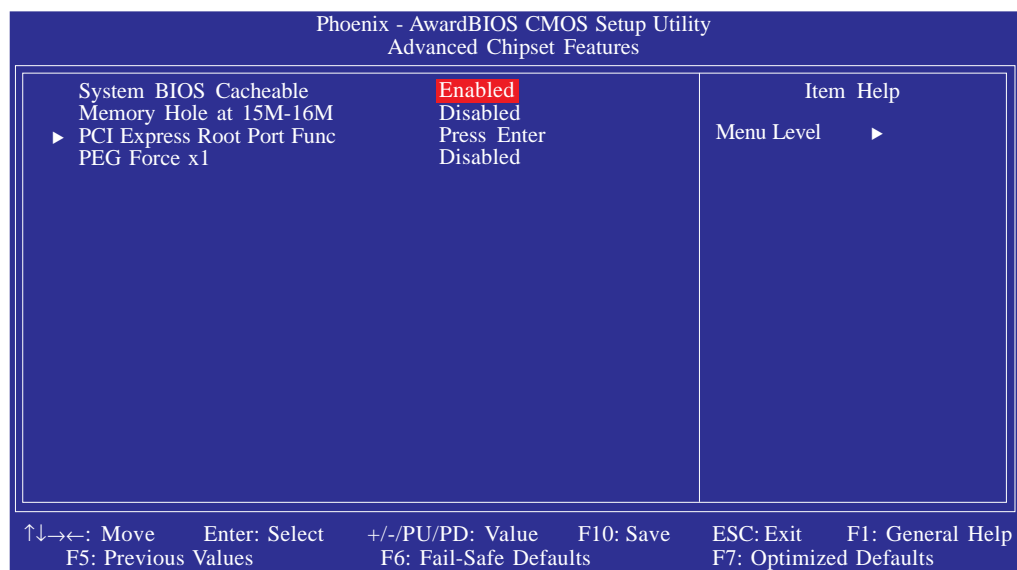 Phoenix - AwardBIOS CMOS Setup Utility
Advanced Chipset Features
System BIOS Cacheable Enabled
Memory Hole at 15M-16M Disabled
▶ PCI Express Root Port Func Press Enter
PEG Force x1 Disabled
Item Help
Menu Level ▶
↑↓→←: Move Enter: Select +/-/PU/PD: Value F10: Save ESC: Exit F1: General Help
F5: Previous Values F6: Fail-Safe Defaults F7: Optimized Defaults